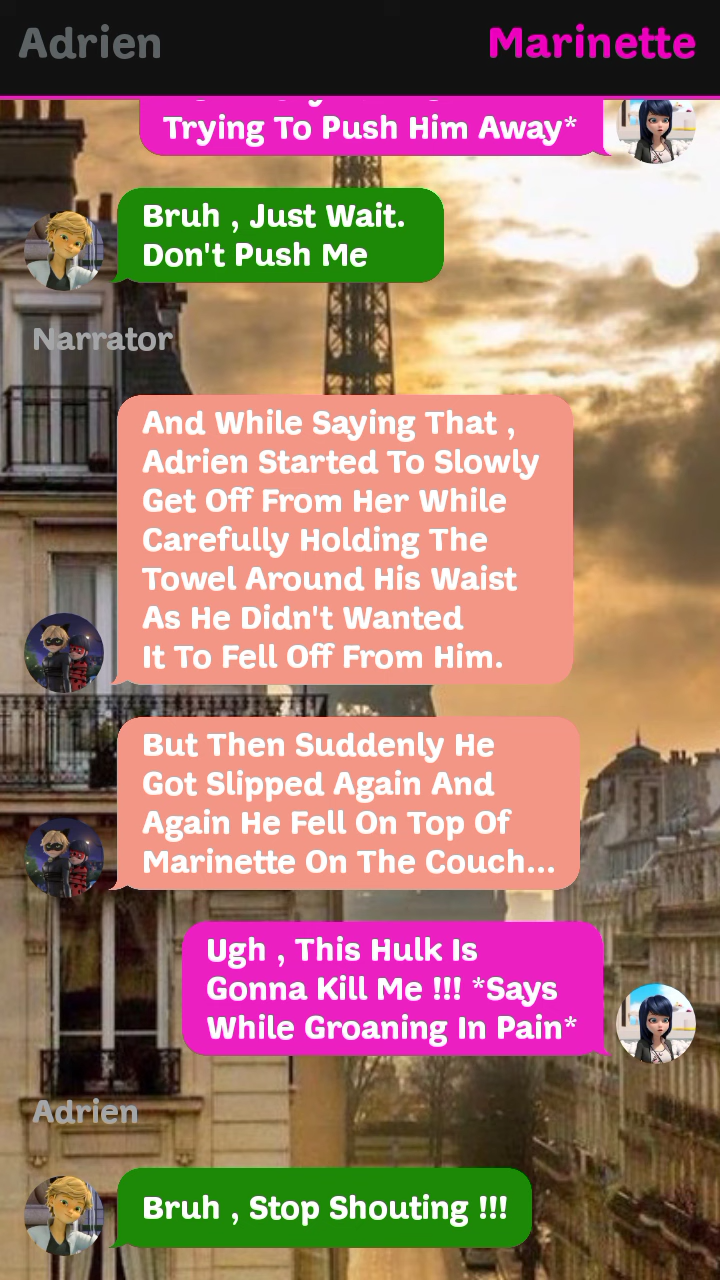 Adrien
Marinette
Trying To Push Him Away*
Bruh , Just Wait.
Don't Push Me
Narrator
And While Saying That ,
Adrien Started To Slowly
Get Off From Her While
Carefully Holding The
Towel Around His Waist
As He Didn't Wanted
It To Fell Off From Him.
But Then Suddenly He
Got Slipped Again And
Again He Fell On Top Of
Marinette On The Couch...
Ugh , This Hulk Is
Gonna Kill Me !!! *Says
While Groaning In Pain*
Adrien
Bruh , Stop Shouting !!!